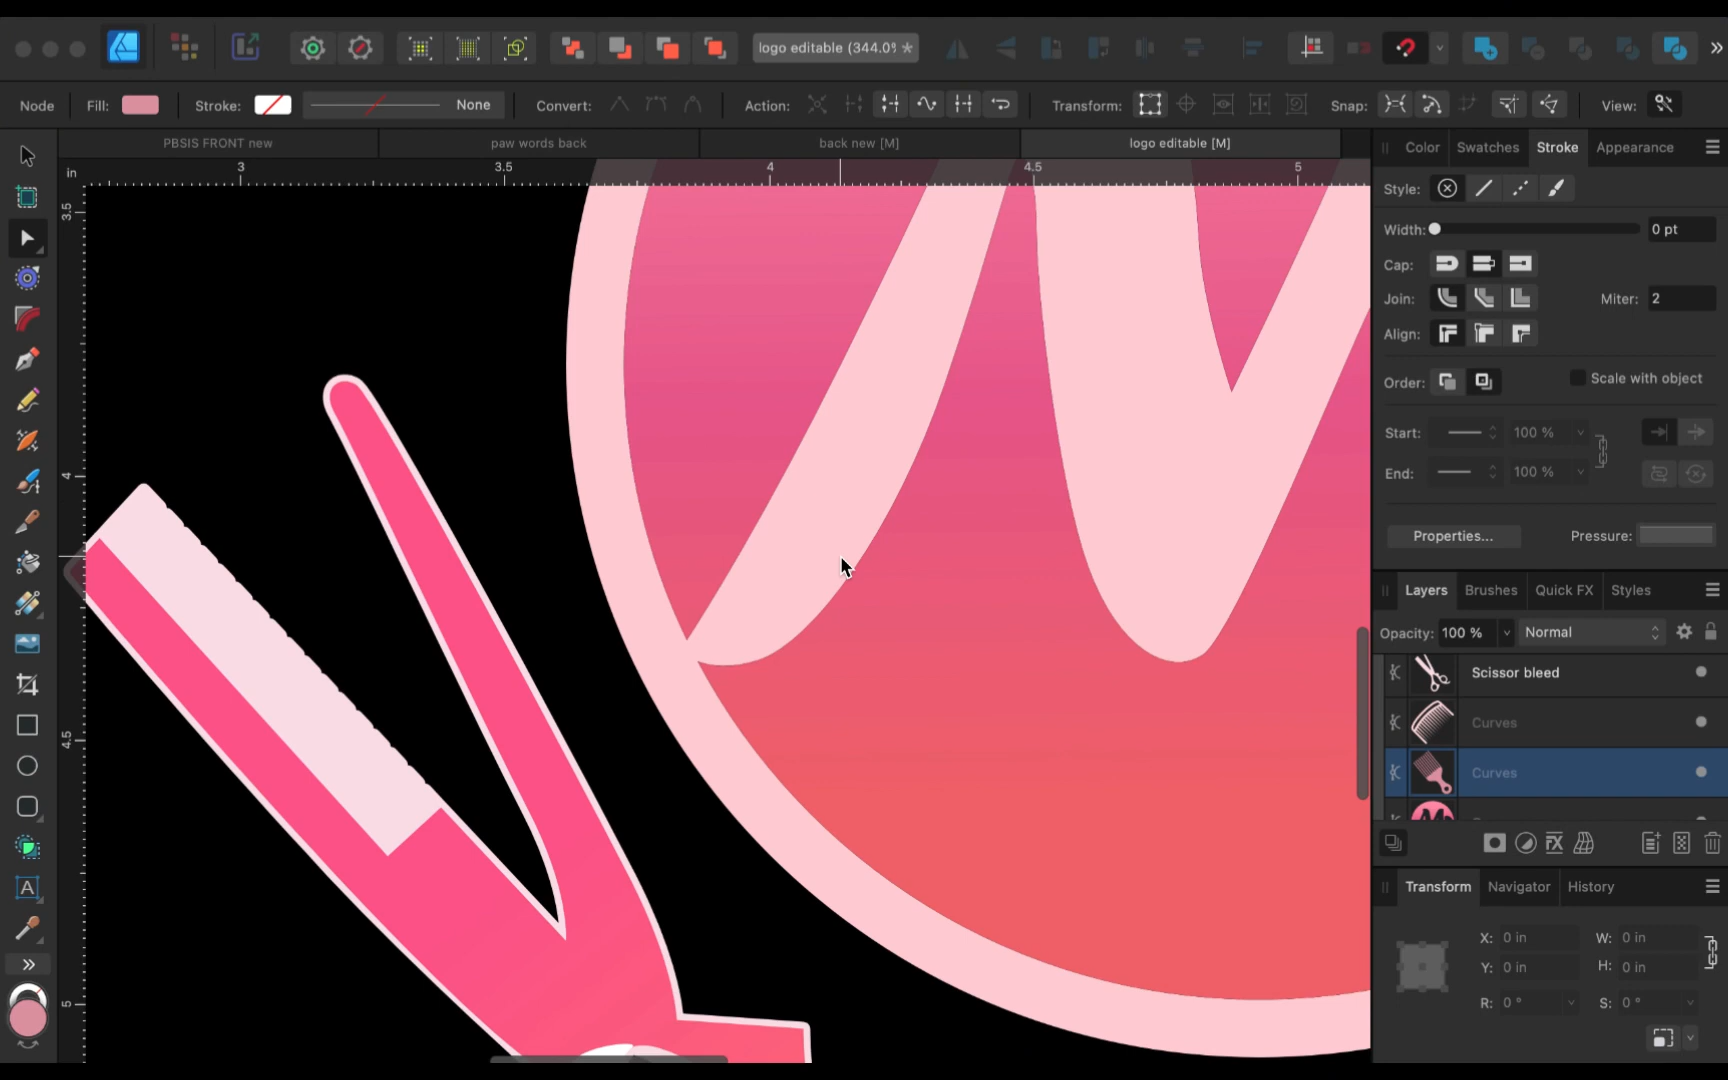 logo editable (344.0% *
Node Fill: Stroke: None Convert: Action: Transform: Snap: View:
PBSIS FRONT new paw words back back new [M] logo editable [M]
in 3 3.5 4 4.5 5
3.5
4
4.5
5
Color Swatches Stroke Appearance
Style:
Width: 0 pt
Cap:
Join: Miter: 2
Align:
Order: Scale with object
Start: 100 %
End: 100 %
Properties... Pressure:
Layers Brushes Quick FX Styles
Opacity: 100 % Normal
Scissor bleed
Curves
Curves
FX
Transform Navigator History
X: 0 in W: 0 in
Y: 0 in H: 0 in
R: 0 ° S: 0 °
A